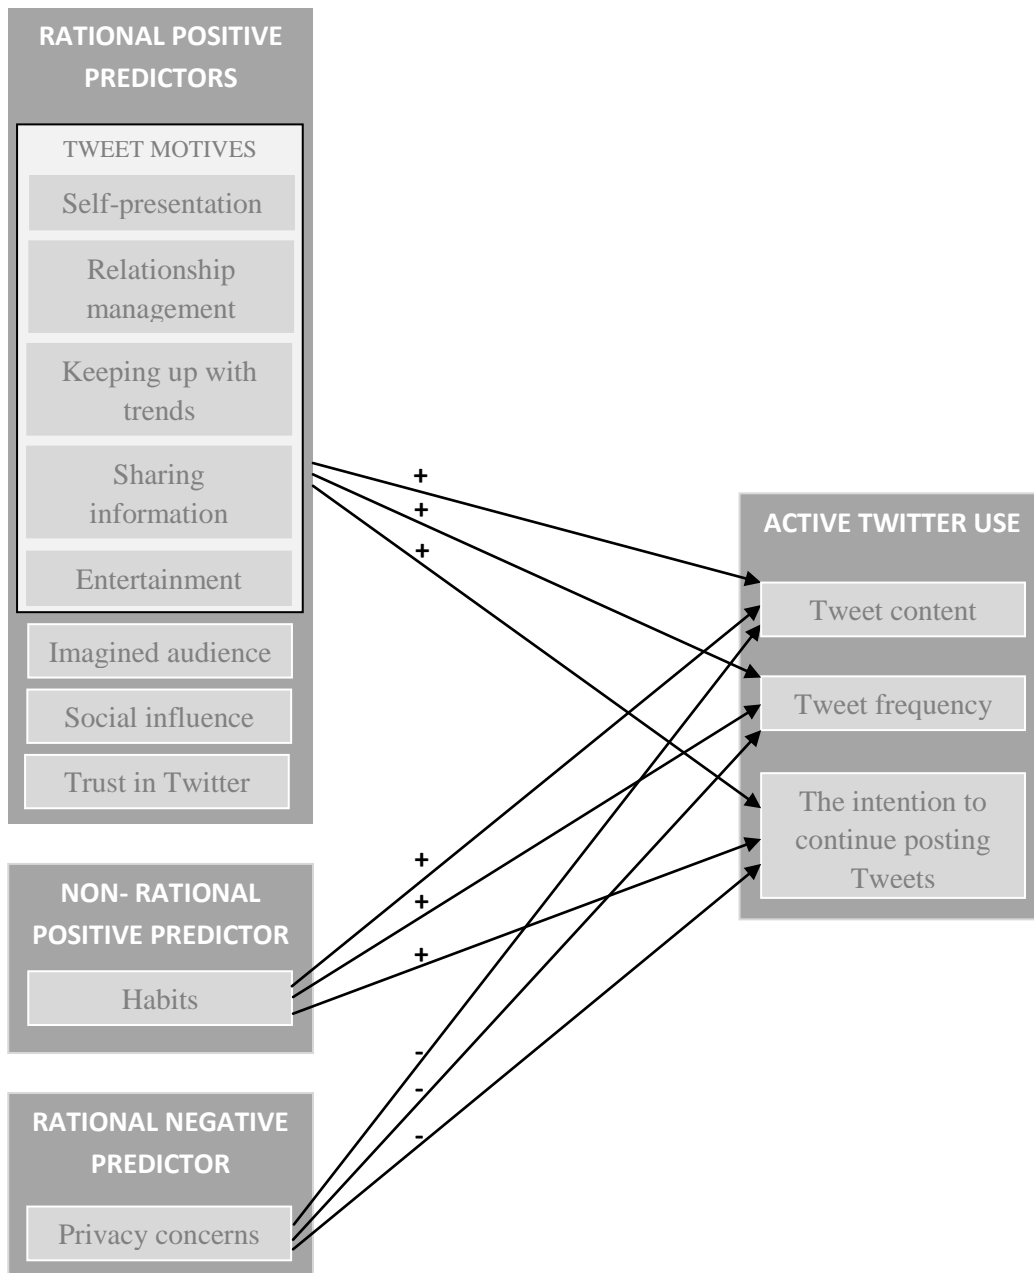 RATIONAL POSITIVE
PREDICTORS
TWEET MOTIVES
Self-presentation
Relationship
management
Keeping up with
trends
Sharing
information
Entertainment
Imagined audience
Social influence
Trust in Twitter
+
+
+
ACTIVE TWITTER USE
Tweet content
Tweet frequency
The intention to
continue posting
Tweets
NON- RATIONAL
POSITIVE PREDICTOR
Habits
+
+
+
RATIONAL NEGATIVE
PREDICTOR
Privacy concerns
-
-
-